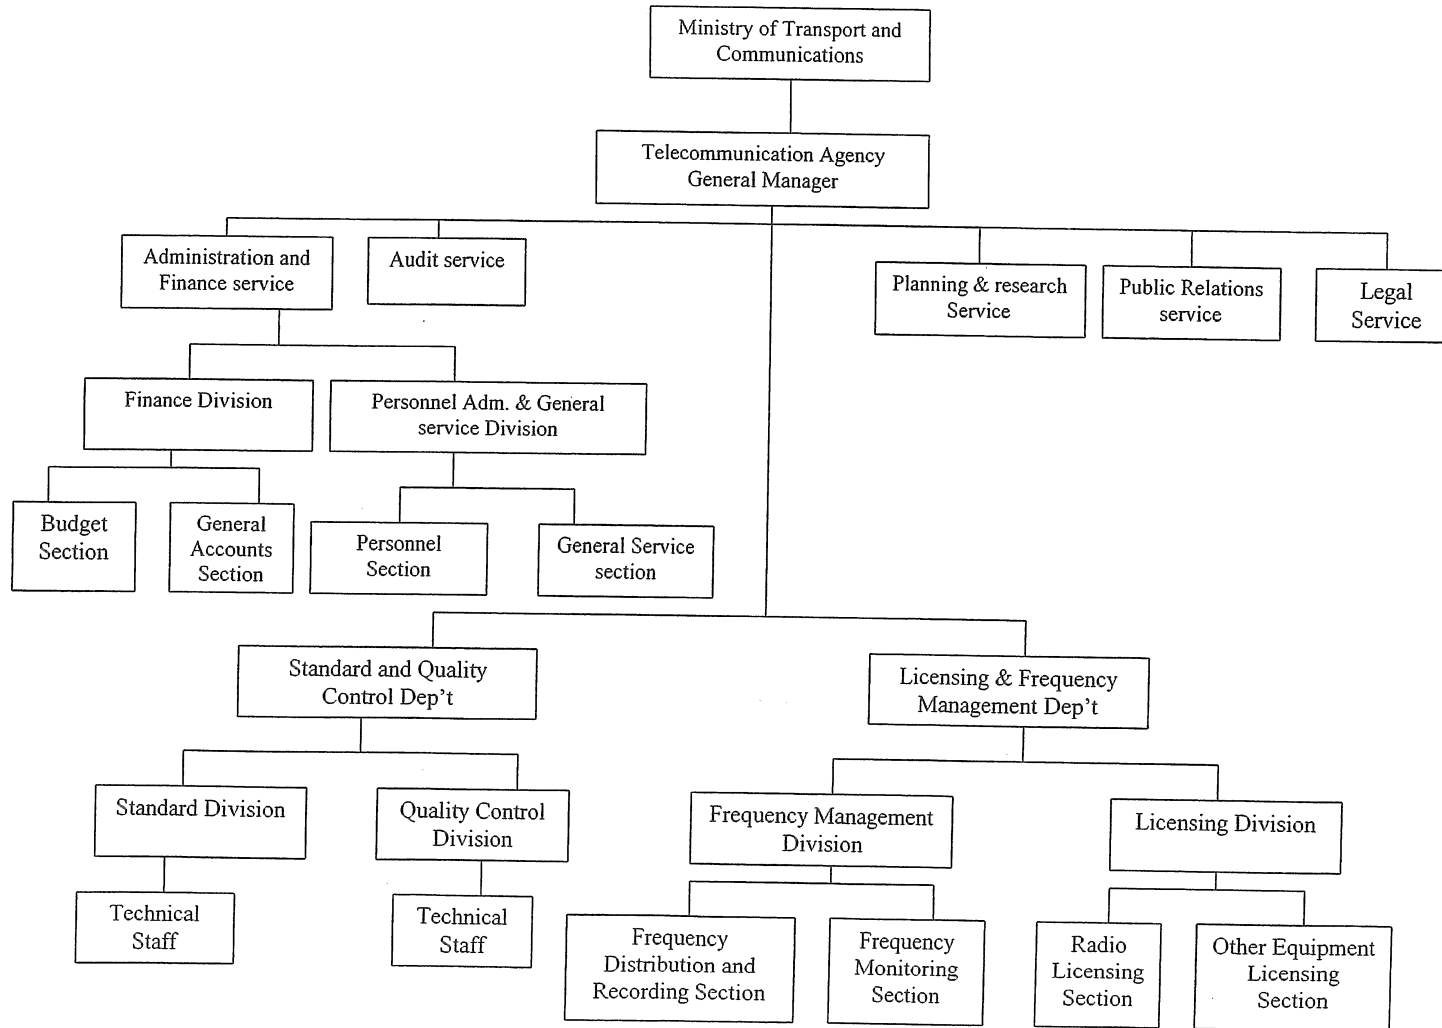 Ministry of Transport and
Communications
Telecommunication Agency
General Manager
Administration and
Finance service
Audit service
Planning & research
Service
Public Relations
service
Legal
Service
Finance Division
Personnel Adm. & General
service Division
Budget
Section
General
Accounts
Section
Personnel
Section
General Service
section
Standard and Quality
Control Dep't
Licensing & Frequency
Management Dep't
Standard Division
Quality Control
Division
Frequency Management
Division
Licensing Division
Technical
Staff
Technical
Staff
Frequency
Distribution and
Recording Section
Frequency
Monitoring
Section
Radio
Licensing
Section
Other Equipment
Licensing
Section